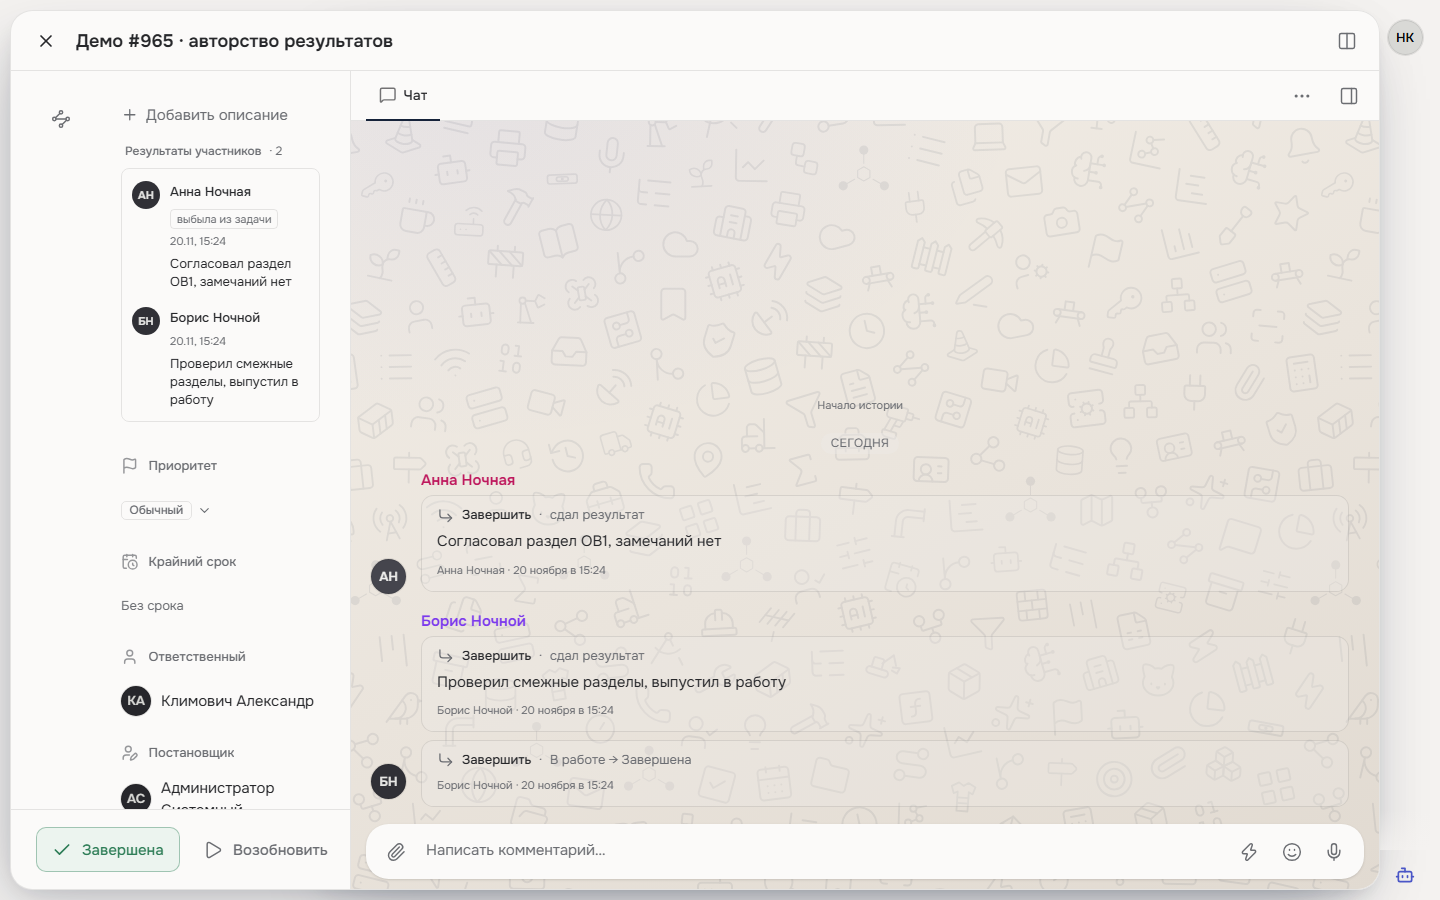 Демо #965 · авторство результатов
НК
Чат
Добавить описание
Результаты участников · 2
АН
Анна Ночная
выбыла из задачи
20.11, 15:24
Согласовал раздел
ОВ1, замечаний нет
БН
Борис Ночной
20.11, 15:24
Проверил смежные
разделы, выпустил в
работу
Приоритет
Обычный
Крайний срок
Без срока
Ответственный
КА
Климович Александр
Постановщик
АС
Администратор
Системный
Завершена
Возобновить
Начало истории
СЕГОДНЯ
Анна Ночная
Завершить · сдал результат
Согласовал раздел ОВ1, замечаний нет
Анна Ночная · 20 ноября в 15:24
АН
Борис Ночной
Завершить · сдал результат
Проверил смежные разделы, выпустил в работу
Борис Ночной · 20 ноября в 15:24
Завершить · В работе → Завершена
Борис Ночной · 20 ноября в 15:24
БН
Написать комментарий...